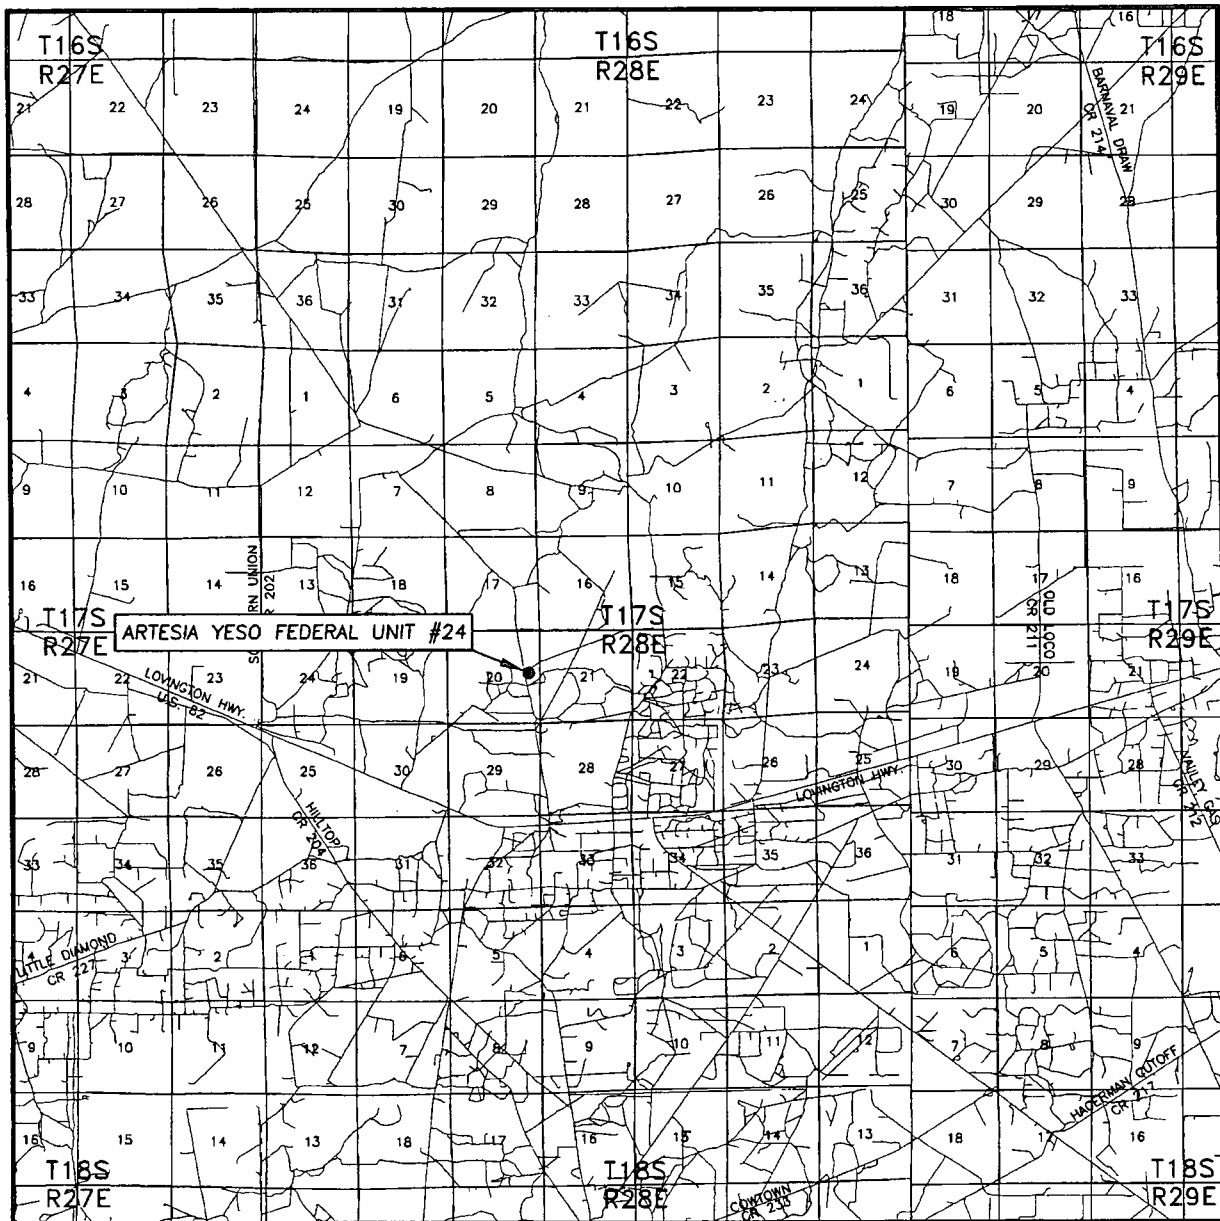 18 17 16
T16S T16S T16S
R27E R28E R29E
21 22 23 24 19 20 21 22 23 24 19 20 21
BARNAVAL DRAW
CR 214
28 27 26 25 30 29 28 27 26 25 30 29 28
33 34 35 36 31 32 33 34 35 36 31 32 33
4 3 2 1 6 5 4 3 2 1 6 5 4
9 10 11 12 7 8 9 10 11 12 7 8 9
16 15 14 13 18 17 16 15 14 13 18 17 16
RN UNION
202
OLD LOCO
CR 211
T17S T17S T17S
R27E R28E R29E
ARTESIA YESO FEDERAL UNIT #24
21 22 23 24 19 20 21 22 23 24 19 20 21
LOVINGTON HWY.
U.S. 82
28 27 26 25 30 29 28 27 26 25 30 29 28
LOVINGTON HWY.
HILLTOP
CR 204
33 34 35 36 31 32 33 34 35 36 31 32 33
4 3 2 1 6 5 4 3 2 1 6 5 4
LITTLE DIAMOND
CR 227
9 10 11 12 7 8 9 10 11 12 7 8 9
HAGERMAN CUTOFF
CR 217
16 15 14 13 18 17 16 15 14 13 18 17 16
T18S T18S T18S
R27E R28E R29E
COWTOWN